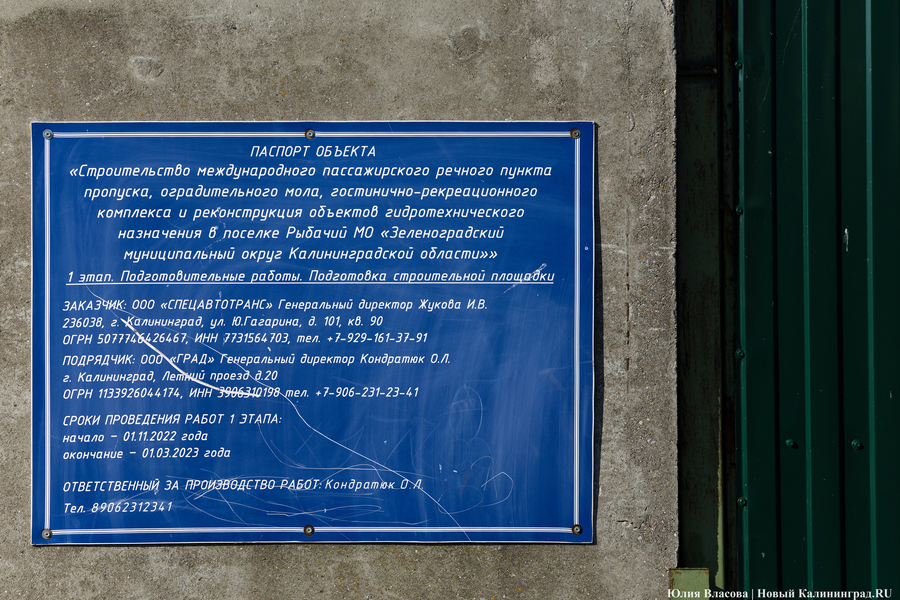 ПАСПОРТ ОБЪЕКТА
«Строительство международного пассажирского речного пункта
пропуска, оградительного мола, гостинично-рекреационного
комплекса и реконструкция объектов гидротехнического
назначения в поселке Рыбачий МО «Зеленоградский
муниципальный округ Калининградской области»»
1 этап. Подготовительные работы. Подготовка строительной площадки
ЗАКАЗЧИК: ООО «СПЕЦАВТОТРАНС» Генеральный директор Жукова И.В.
236038, г. Калининград, ул. Ю.Гагарина, д. 101, кв. 90
ОГРН 5077746426467, ИНН 7731564703, тел. +7-929-161-37-91
ПОДРЯДЧИК: ООО «ГРАД» Генеральный директор Кондратюк О.Л.
г. Калининград, Летний проезд д.20
ОГРН 1133926044174, ИНН 3906310198 тел. +7-906-231-23-41
СРОКИ ПРОВЕДЕНИЯ РАБОТ 1 ЭТАПА:
начало – 01.11.2022 года
окончание – 01.03.2023 года
ОТВЕТСТВЕННЫЙ ЗА ПРОИЗВОДСТВО РАБОТ: Кондратюк О.Л.
Тел. 89062312341
Юлия Власова | Новый Калининград.RU